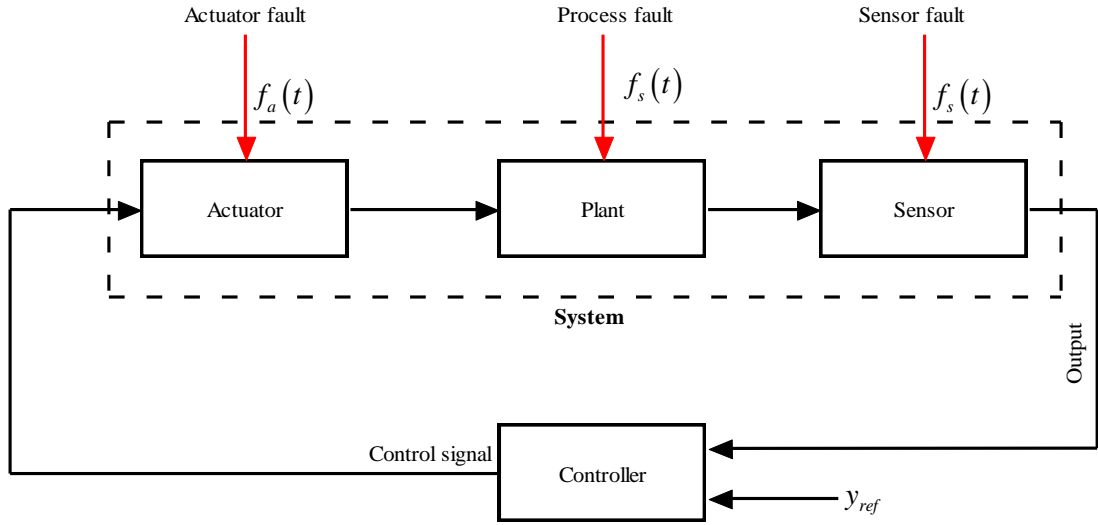 Actuator fault
Process fault
Sensor fault
f_a(t)
f_s(t)
f_s(t)
Actuator
Plant
Sensor
System
Output
Control signal
Controller
y_ref